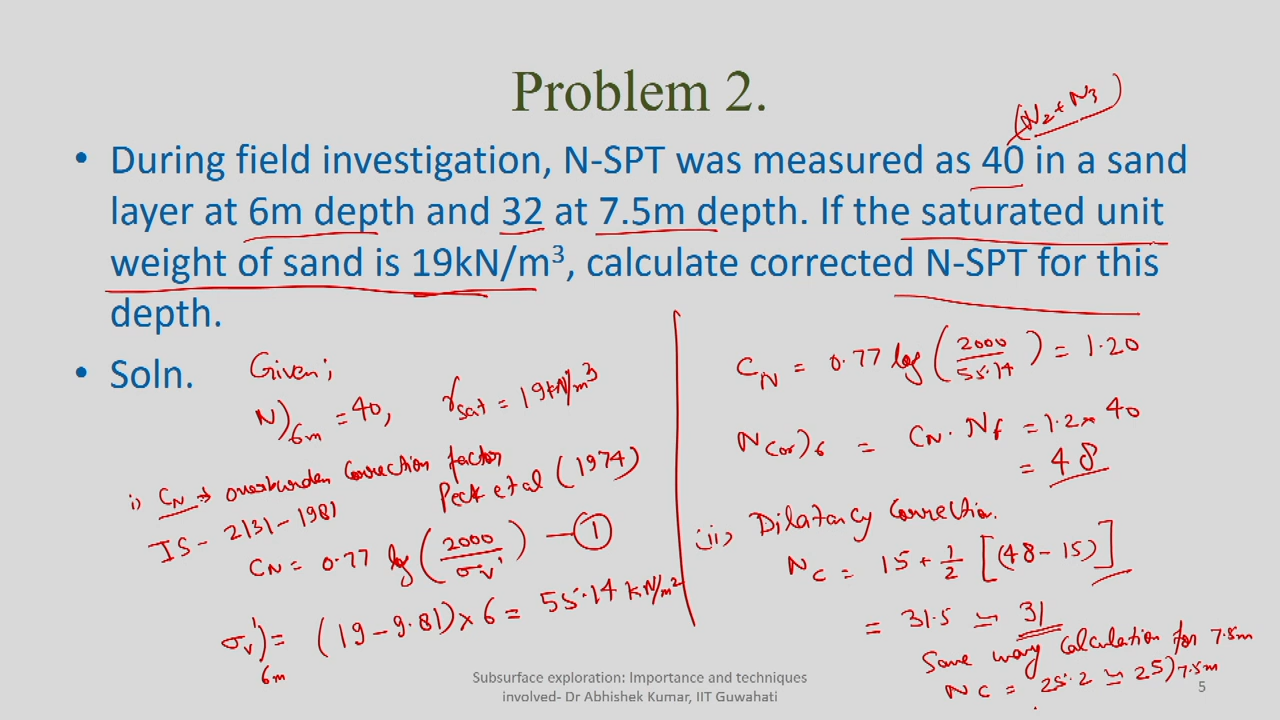 Problem 2.
(N2 + N3)
• During field investigation, N-SPT was measured as 40 in a sand
layer at 6m depth and 32 at 7.5m depth. If the saturated unit
weight of sand is 19kN/m³, calculate corrected N-SPT for this
depth.
• Soln.
Given;
N)6m = 40, γsat = 19kN/m³
i) CN → overburden Correction factor
IS - 2131 - 1981 Peck et al (1974)
CN = 0.77 log (2000/σv') — ①
σv')6m = (19 - 9.81) × 6 = 55.14 kN/m²
CN = 0.77 log (2000/55.14) = 1.20
Ncor)6 = CN · Nf = 1.2 × 40
= 48
(ii) Dilatancy Correction.
NC = 15 + 1/2 [(48 - 15)]
= 31.5 ≃ 31
Same way Calculation for 7.5m
NC = 25.2 ≃ 25)7.5m
Subsurface exploration: Importance and techniques
involved- Dr Abhishek Kumar, IIT Guwahati
5